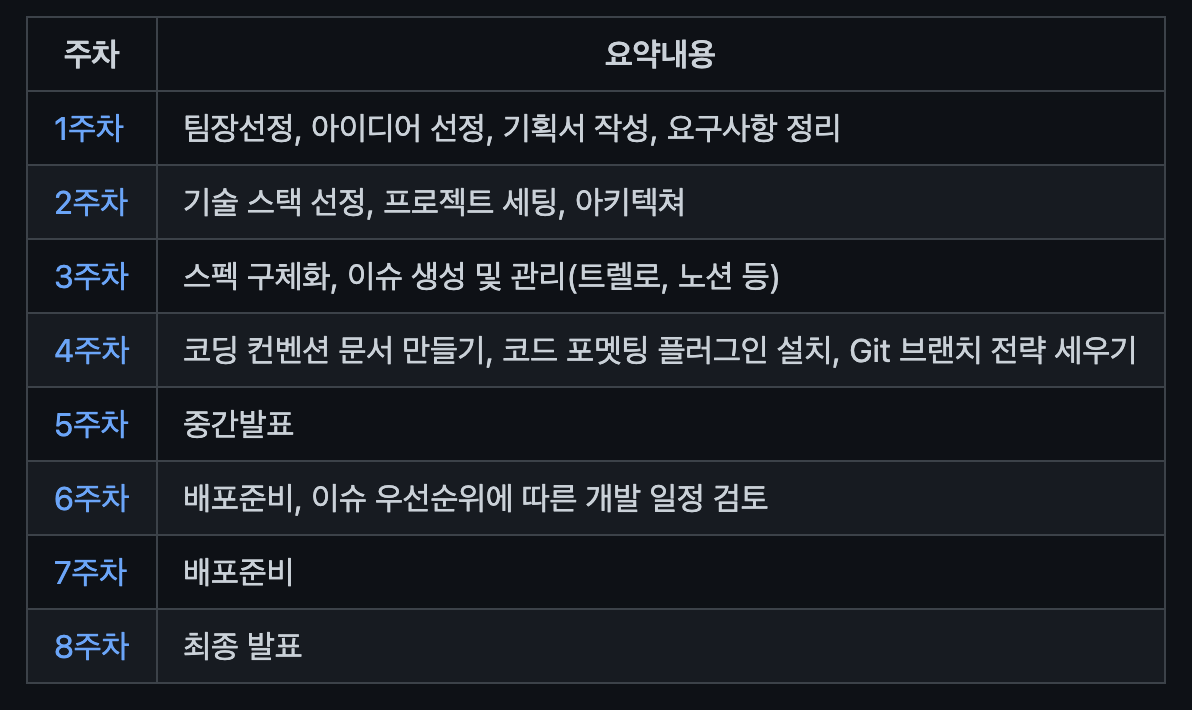 주차 요약내용
1주차 팀장선정, 아이디어 선정, 기획서 작성, 요구사항 정리
2주차 기술 스택 선정, 프로젝트 세팅, 아키텍쳐
3주차 스펙 구체화, 이슈 생성 및 관리(트렐로, 노션 등)
4주차 코딩 컨벤션 문서 만들기, 코드 포멧팅 플러그인 설치, Git 브랜치 전략 세우기
5주차 중간발표
6주차 배포준비, 이슈 우선순위에 따른 개발 일정 검토
7주차 배포준비
8주차 최종 발표